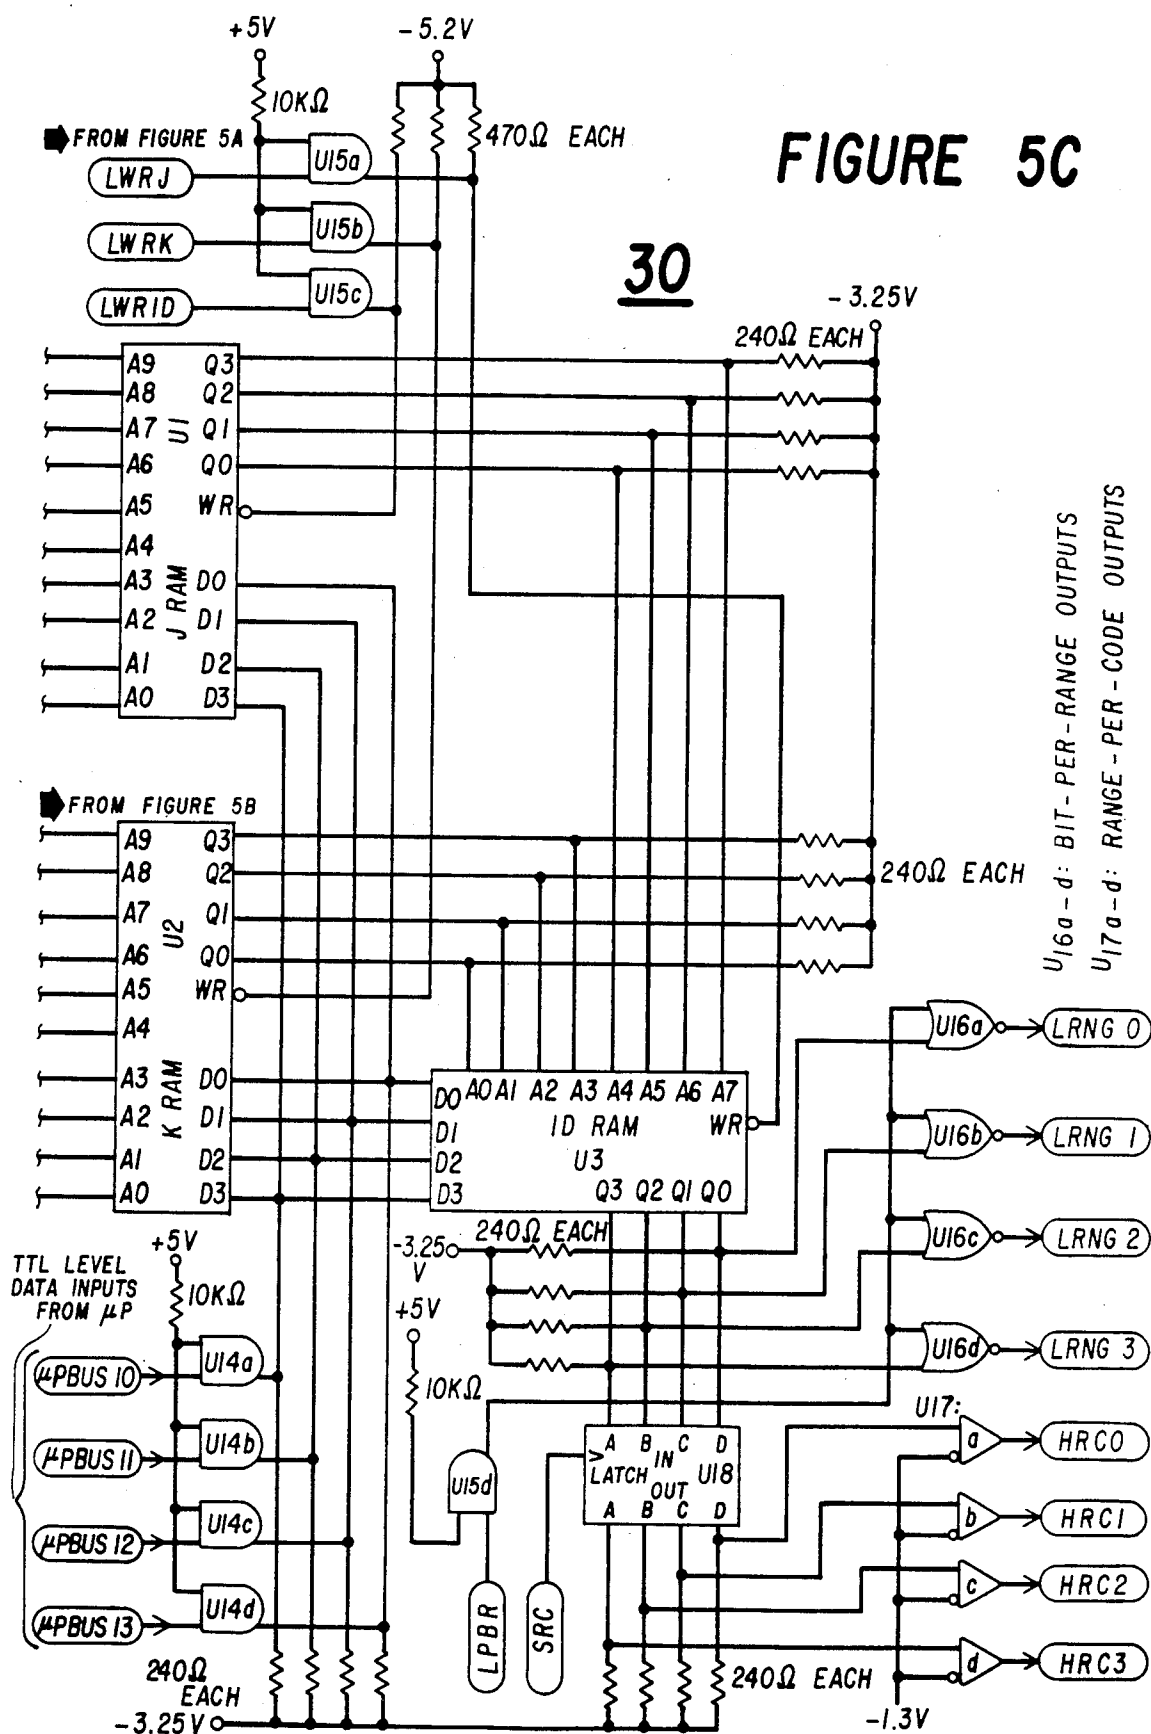 +5V
-5.2V
10KΩ
FROM FIGURE 5A
470Ω EACH
FIGURE 5C
LWRJ
U15a
LWRK
U15b
LWRID
U15c
30
-3.25V
240Ω EACH
A9 Q3
A8 Q2
A7 Q1
A6 Q0
A5 WR
A4
A3 D0
A2 D1
A1 D2
A0 D3
U1
J RAM
U16a-d: BIT-PER-RANGE OUTPUTS
U17a-d: RANGE-PER-CODE OUTPUTS
FROM FIGURE 5B
A9 Q3
A8 Q2
A7 Q1
A6 Q0
A5 WR
A4
A3 D0
A2 D1
A1 D2
A0 D3
U2
K RAM
240Ω EACH
D0 A0 A1 A2 A3 A4 A5 A6 A7
D1 ID RAM WR
D2 U3
D3 Q3 Q2 Q1 Q0
U16a LRNG 0
U16b LRNG 1
U16c LRNG 2
U16d LRNG 3
240Ω EACH
-3.25
V
+5V
10KΩ
+5V
TTL LEVEL
DATA INPUTS
FROM μP
10KΩ
μPBUS 10
U14a
μPBUS 11
U14b
μPBUS 12
U14c
μPBUS 13
U14d
U15d
LPBR
SRC
A B C D
IN
LATCH U18
OUT
A B C D
U17:
a HRC0
b HRC1
c HRC2
d HRC3
240Ω
EACH
-3.25V
240Ω EACH
-1.3V